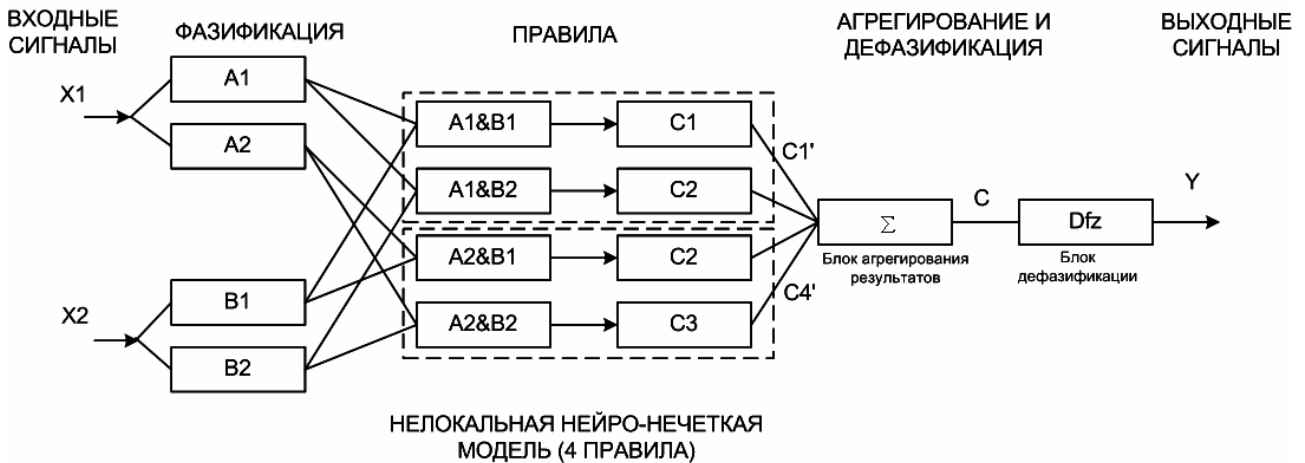 ВХОДНЫЕ
СИГНАЛЫ
ФАЗИФИКАЦИЯ
ПРАВИЛА
АГРЕГИРОВАНИЕ И
ДЕФАЗИФИКАЦИЯ
ВЫХОДНЫЕ
СИГНАЛЫ
X1
A1
A2
X2
B1
B2
A1&B1
C1
A1&B2
C2
A2&B1
C2
A2&B2
C3
C1'
C4'
Σ
Блок агрегирования
результатов
C
Dfz
Блок
дефазификации
Y
НЕЛОКАЛЬНАЯ НЕЙРО-НЕЧЕТКАЯ
МОДЕЛЬ (4 ПРАВИЛА)